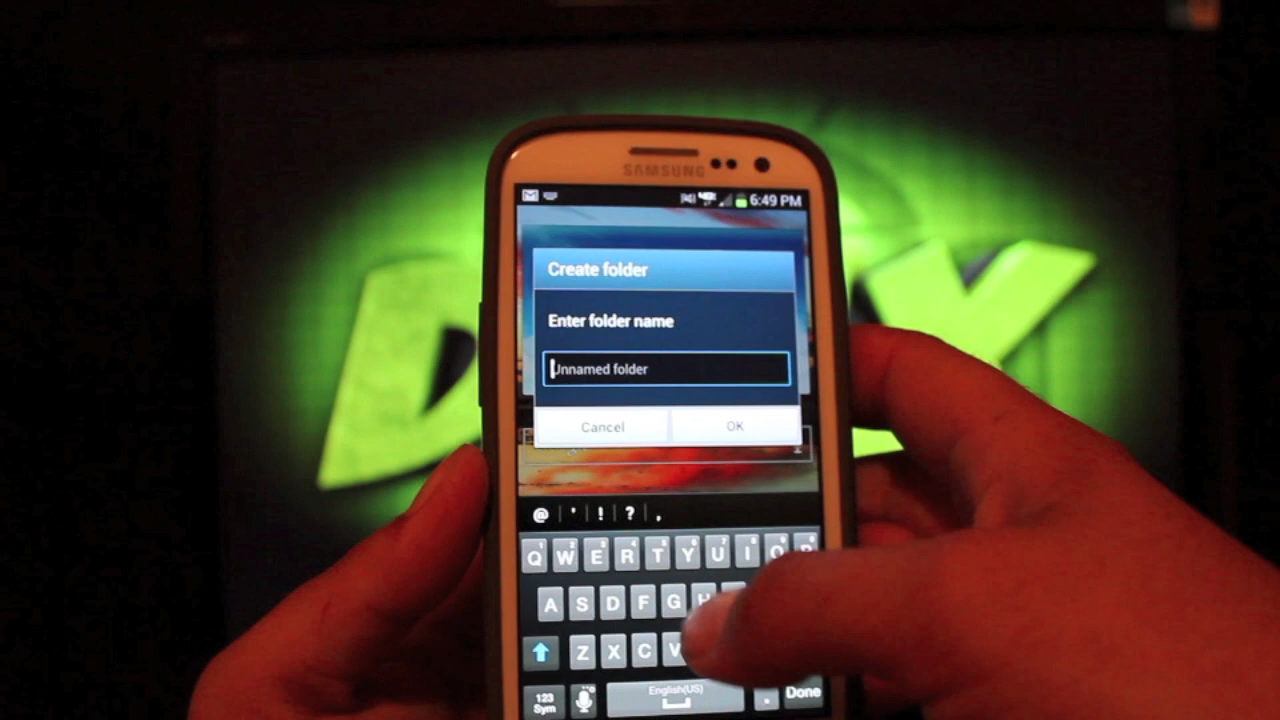 SAMSUNG
6:49 PM
Create folder
Enter folder name
Unnamed folder
Cancel OK
@ ' ! ? ,
Q W E R T Y U I O P
A S D F G H
Z X C V
123 Sym English(US) . Done
D Y